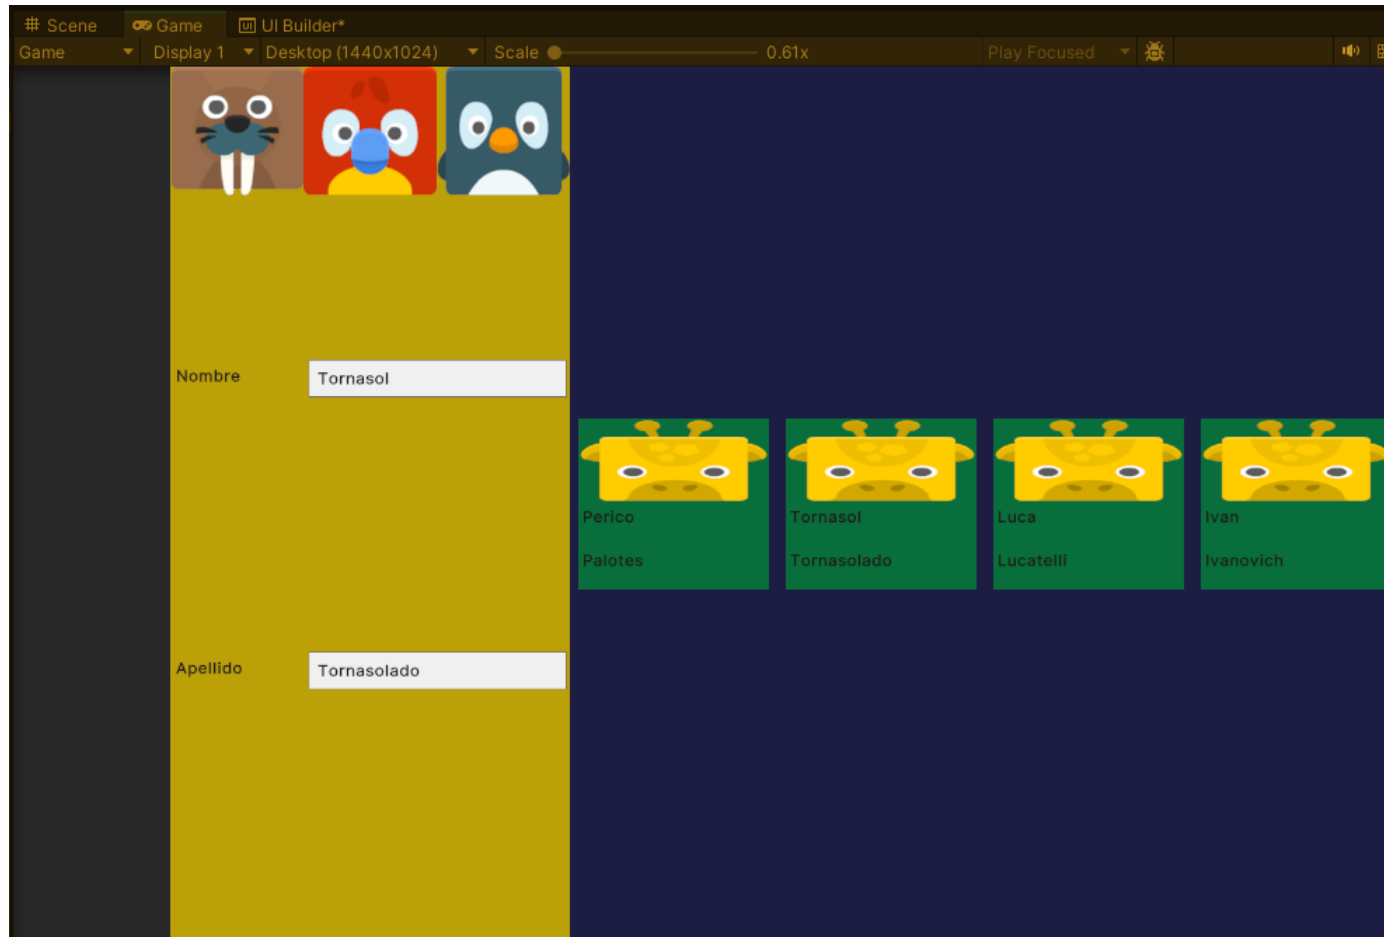 Scene Game UI Builder*
Game Display 1 Desktop (1440x1024) Scale 0.61x Play Focused
Nombre Tornasol
Perico Tornasol Luca Ivan
Palotes Tornasolado Lucatelli Ivanovich
Apellido Tornasolado